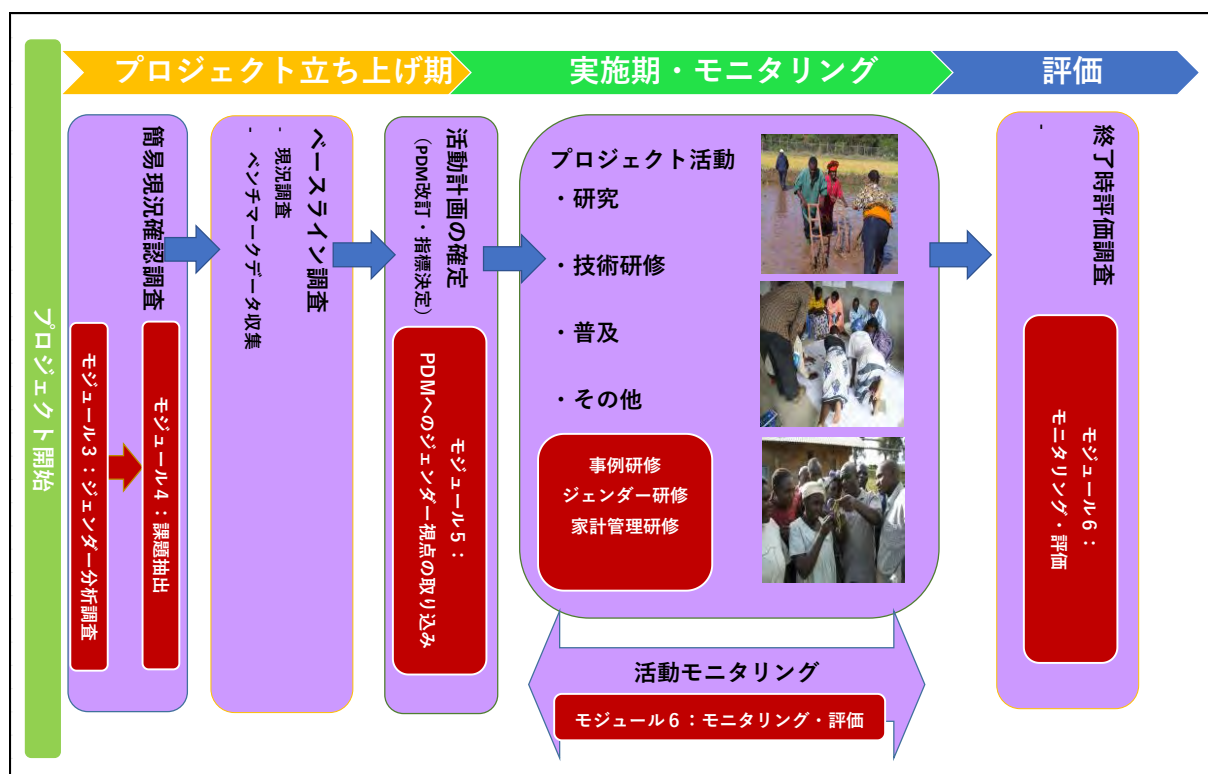 プロジェクト開始
プロジェクト立ち上げ期
実施期・モニタリング
評価
簡易現況確認調査
モジュール3：ジェンダー分析調査
モジュール4：課題抽出
ベースライン調査
- 現況調査
- ベンチマークデータ収集
活動計画の確定
（PDM改訂・指標決定）
モジュール5：
PDMへのジェンダー視点の取り込み
プロジェクト活動
・研究
・技術研修
・普及
・その他
事例研修
ジェンダー研修
家計管理研修
活動モニタリング
モジュール６：モニタリング・評価
終了時評価調査
-
モジュール6：
モニタリング・評価